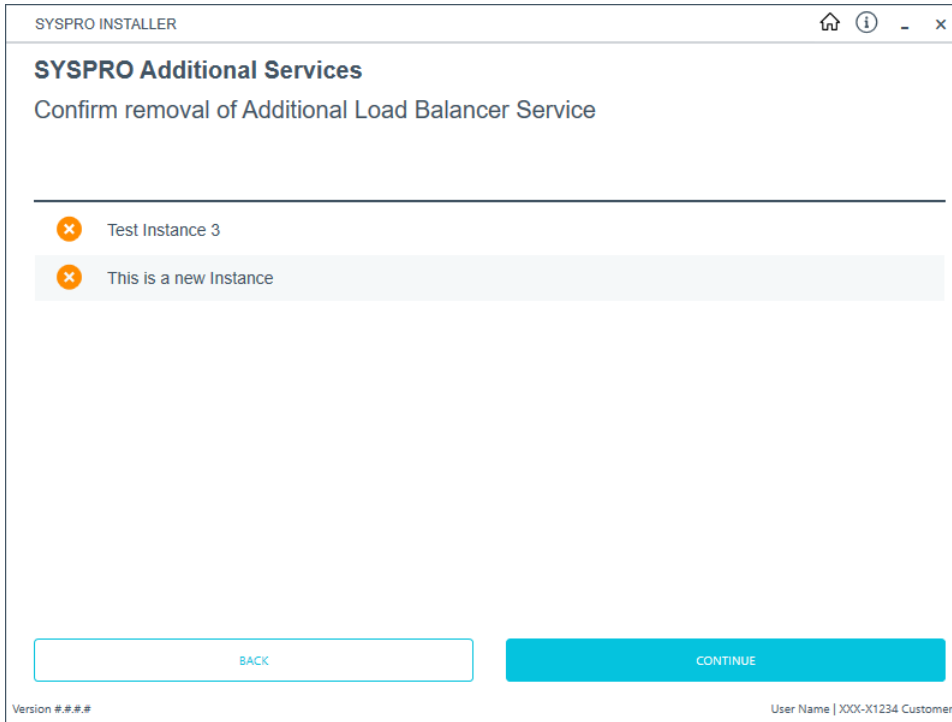 SYSPRO INSTALLER
SYSPRO Additional Services
Confirm removal of Additional Load Balancer Service
Test Instance 3
This is a new Instance
BACK
CONTINUE
Version #.#.#.#
User Name | XXX-X1234 Customer